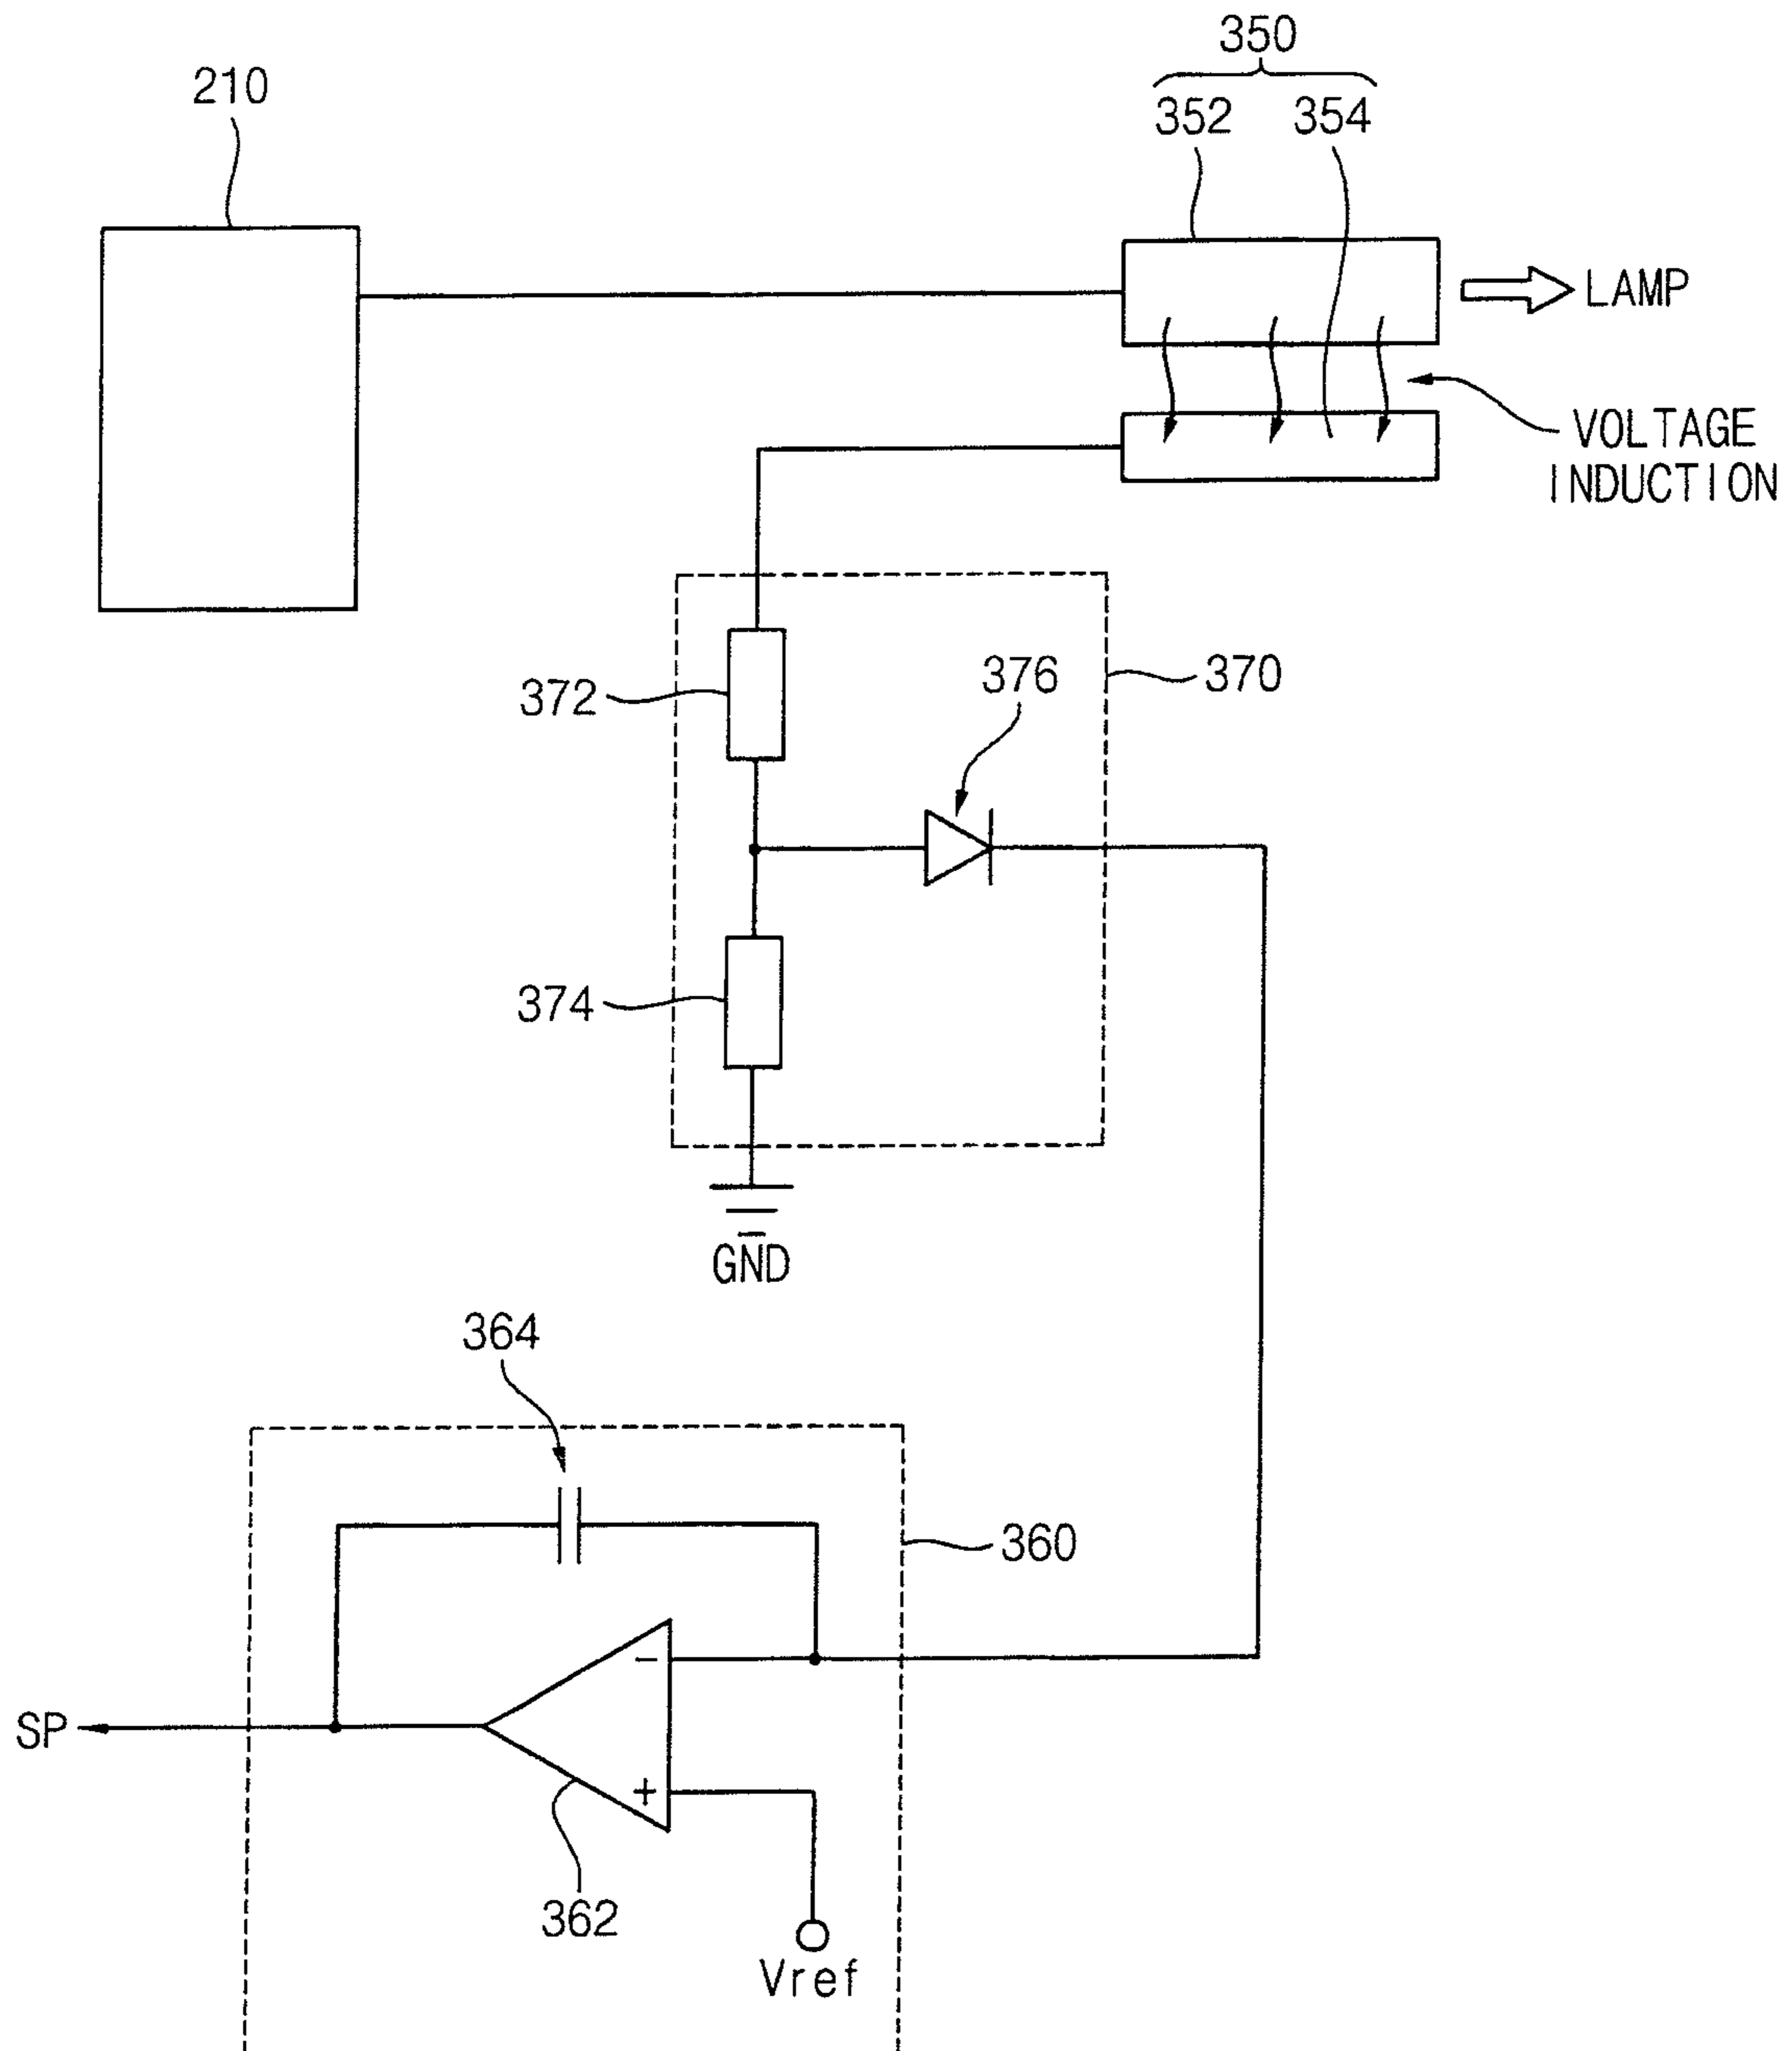 350
210
352 354
LAMP
VOLTAGE
INDUCTION
376
370
372
374
GND
364
360
-
SP
+
362
Vref